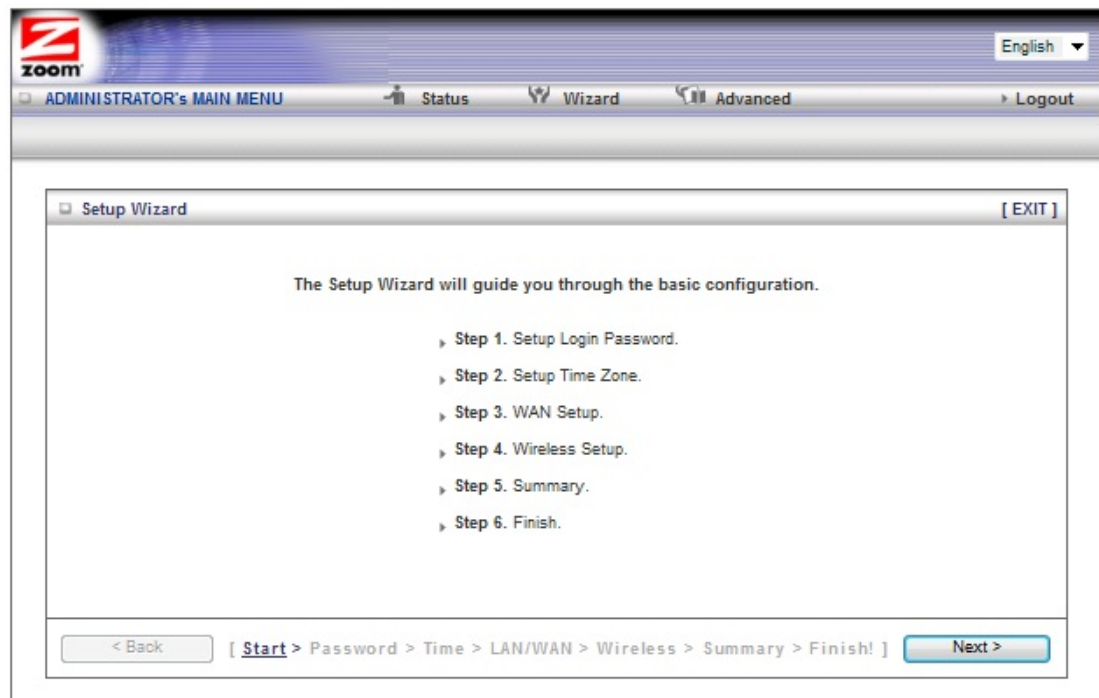 zoom
English
ADMINISTRATOR's MAIN MENU Status Wizard Advanced Logout
Setup Wizard [ EXIT ]
The Setup Wizard will guide you through the basic configuration.
Step 1. Setup Login Password.
Step 2. Setup Time Zone.
Step 3. WAN Setup.
Step 4. Wireless Setup.
Step 5. Summary.
Step 6. Finish.
< Back [ Start > Password > Time > LAN/WAN > Wireless > Summary > Finish! ] Next >